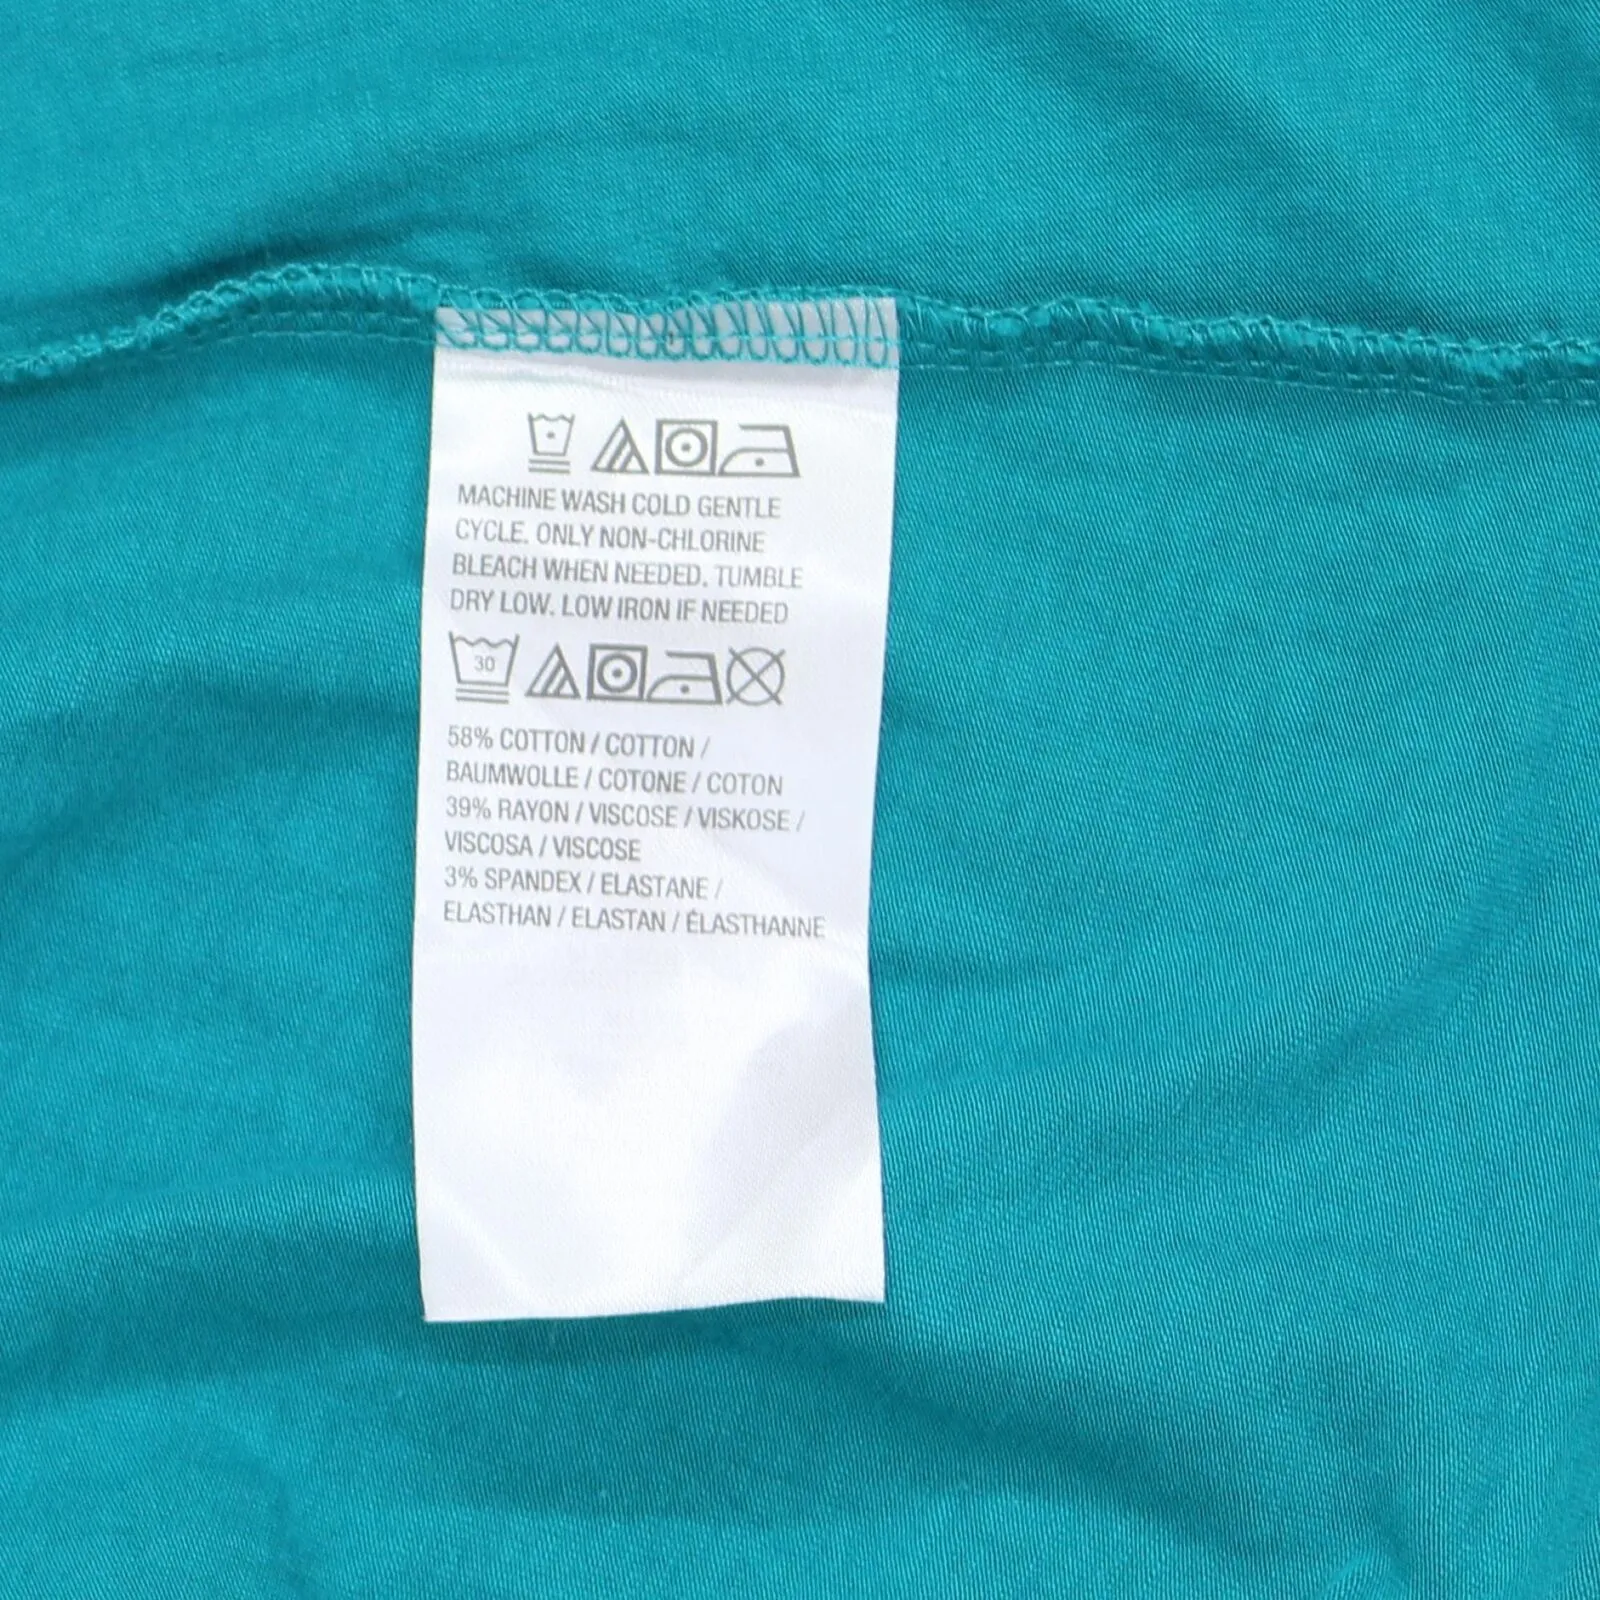 MACHINE WASH COLD GENTLE
CYCLE. ONLY NON-CHLORINE
BLEACH WHEN NEEDED. TUMBLE
DRY LOW. LOW IRON IF NEEDED
30
58% COTTON / COTTON /
BAUMWOLLE / COTONE / COTON
39% RAYON / VISCOSE / VISKOSE /
VISCOSA / VISCOSE
3% SPANDEX / ELASTANE /
ELASTHAN / ELASTAN / ÉLASTHANNE